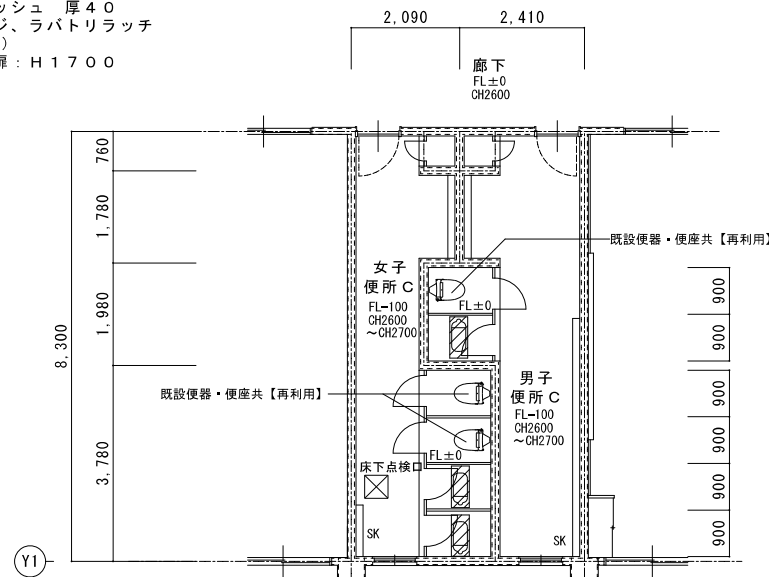 ッシュ 厚４０
ジ、ラバトリラッチ
）
扉：Ｈ１７００
2,090
2,410
廊下
FL±0
CH2600
760
1,780
1,980
3,780
8,300
既設便器・便座共【再利用】
女子
便所Ｃ
FL-100
CH2600
～CH2700
FL±0
900
900
既設便器・便座共【再利用】
男子
便所Ｃ
FL-100
CH2600
～CH2700
FL±0
床下点検口
900
900
900
900
SK
SK
Y1